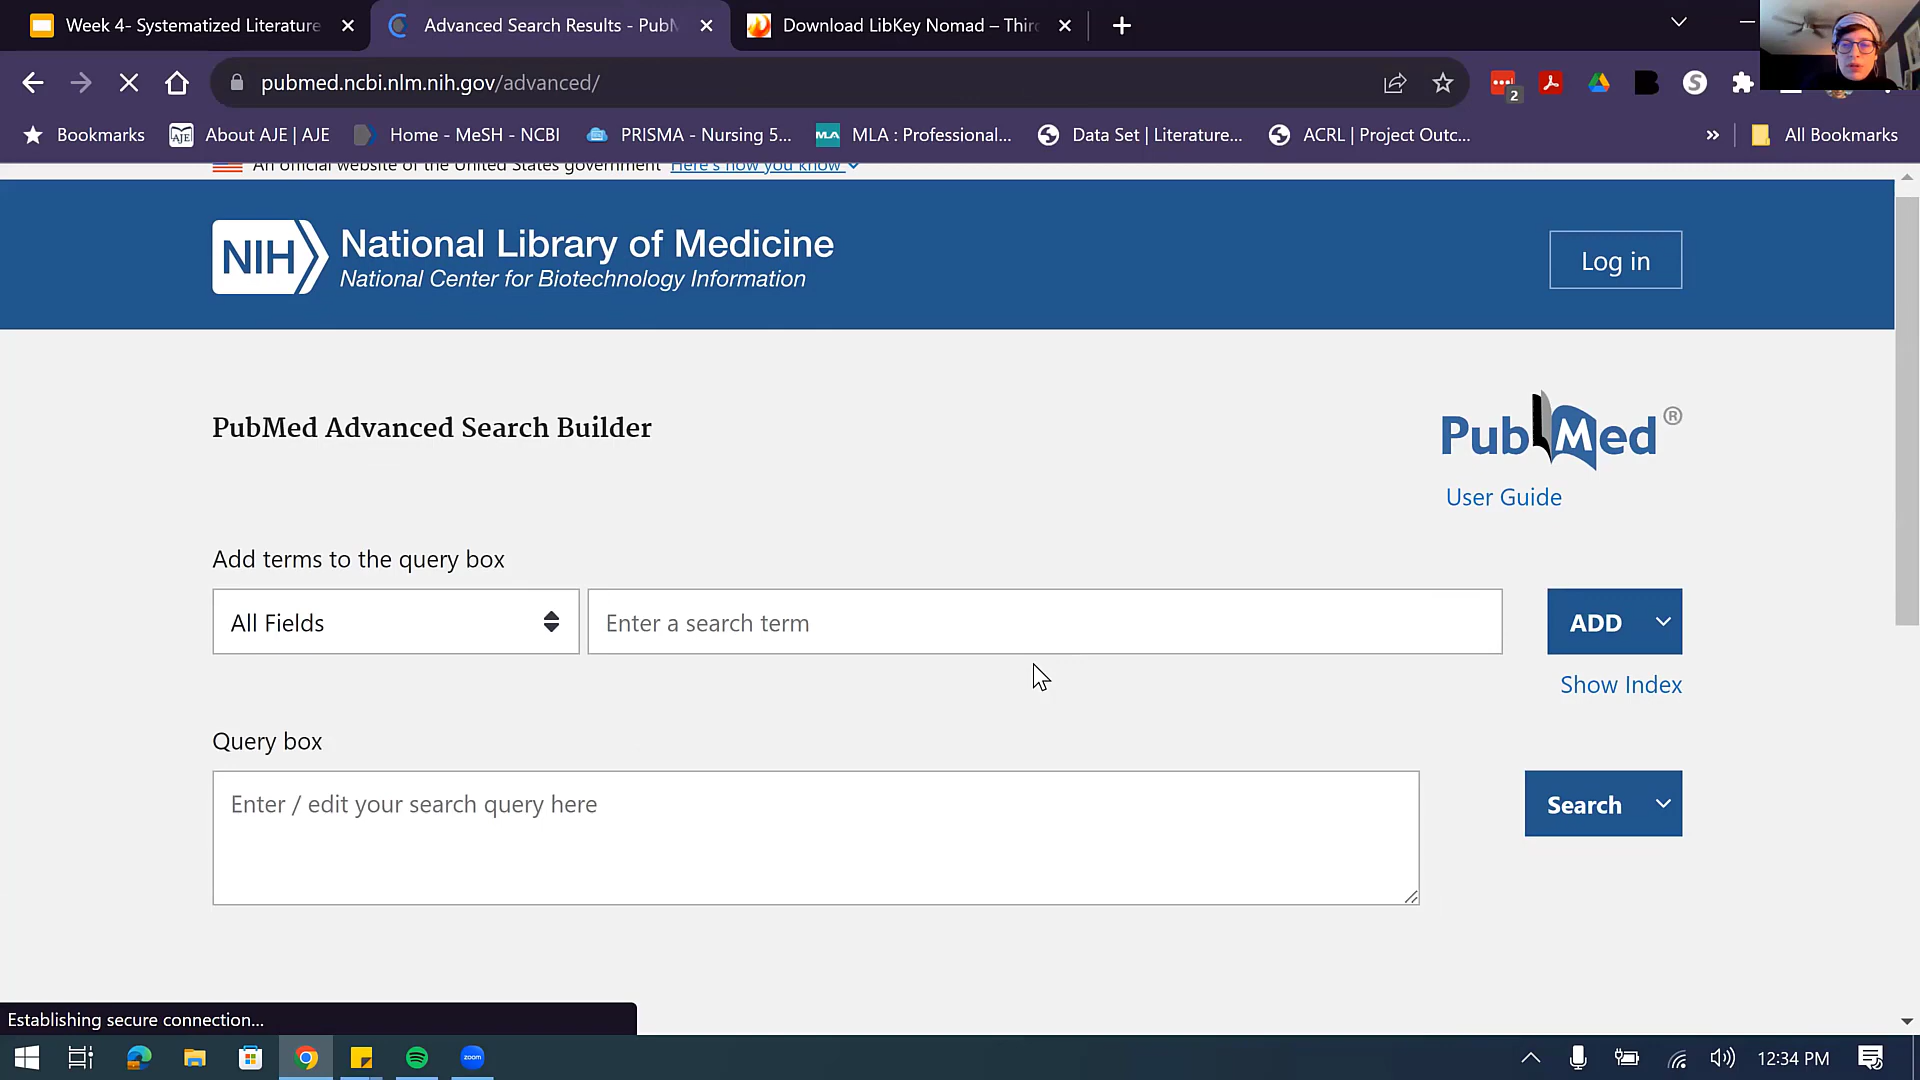 Week 4- Systematized Literature
Advanced Search Results - PubM
Download LibKey Nomad – Thir
pubmed.ncbi.nlm.nih.gov/advanced/
2
Bookmarks
About AJE | AJE
Home - MeSH - NCBI
PRISMA - Nursing 5...
MLA
MLA : Professional...
Data Set | Literature...
ACRL | Project Outc...
»
All Bookmarks
An official website of the United States government Here's how you know
NIH
National Library of Medicine
National Center for Biotechnology Information
Log in
PubMed Advanced Search Builder
PubMed®
User Guide
Add terms to the query box
All Fields
Enter a search term
ADD
Show Index
Query box
Enter / edit your search query here
Search
Establishing secure connection...
zoom
12:34 PM